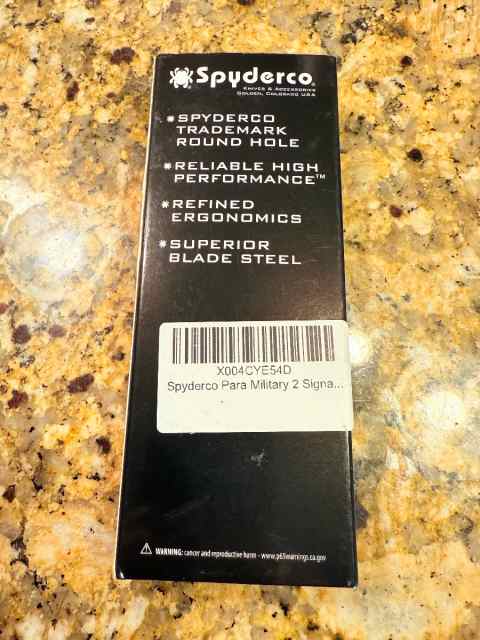 Spyderco®
KNIVES & ACCESSORIES
GOLDEN, COLORADO U.S.A
SPYDERCO
TRADEMARK
ROUND HOLE
RELIABLE HIGH
PERFORMANCE™
REFINED
ERGONOMICS
SUPERIOR
BLADE STEEL
X004CYE54D
Spyderco Para Military 2 Signa...
⚠ WARNING: cancer and reproductive harm - www.p65warnings.ca.gov